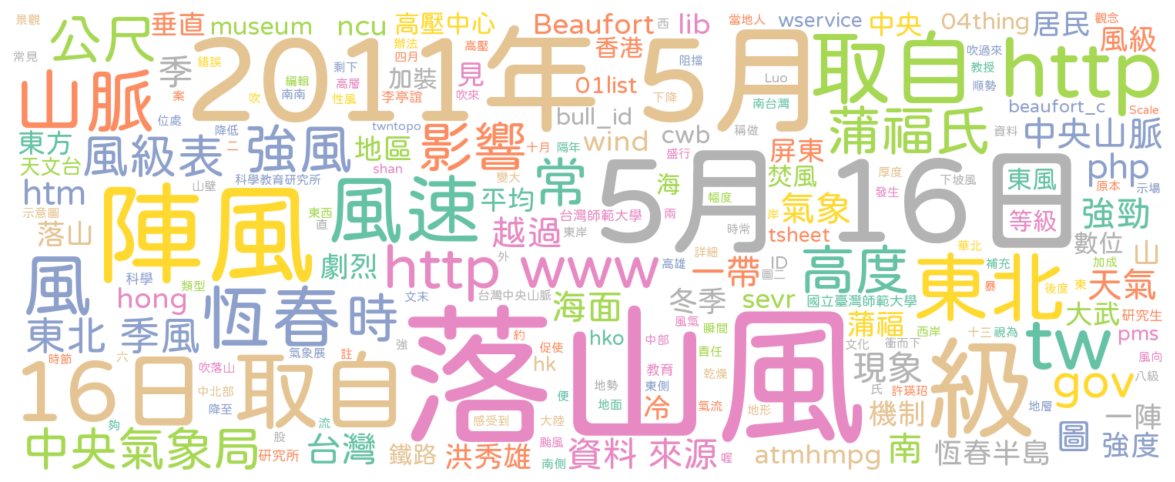 景觀 垂直 museum ncu 高壓中心 Beaufort lib 當地人 wservice 中央 04thing 居民 觀念
公尺 辦法 四月 高壓 香港 西 風級
常見 錯誤 2011年 5月 取自 http
山脈 季 編輯 剩下 加裝 見 阻擋 吹過來
南南 高層 01list Luo 教授
案 吹 性風 李亭誼 吹來 下降 南台灣 順勢
位處 降低 二 twntopo bull_id 稱做 蒲福氏 beaufort_c Scale
東方 風級表 強風 地區 影響 十月 隔年 wind cwb 資料 中央山脈
天文台 shan 盛行 屏東 焚風 厚度 下坡風 php
科學教育研究所 變大 發生 原本 示場
htm 山壁 陣風 風速 平均 常 海 5月 16日 東風
示意圖 東西 幅度 氣象 岸 等級 強勁
落山 直 越過 台灣師範大學 兩 時常 tsheet 數位
東岸 詳細 華北 山
風 科學 劇烈 http www 外 高雄 一帶 ID 圖二 高度 補充 加成 天氣
hong 類型 東北 暴 後度 東
恆春 時 文末 台灣中央山脈 海面 冬季 sevr 國立臺灣師範大學 大武 研究生
東北 季風 風氣 瞬間 蒲福 西岸 十三 視為 pms
時節 六 氣象展 註 強 落山風 豹 促使 hko 中部 責任 文化 衝而下 tw 風向
吹落山 hk 教育 乾燥 現象 八級
16日 取自 便 地勢 東側 氏 許瑛玿 級 gov
中北部 降至 感受到 大陸 地面 冷 氣流 地形 機制 地層 一陣
夠 流
中央氣象局 股 台灣 颱風 喔 圖 強度
研究所 鐵路 洪秀雄 南側 資料 來源 atmhmpg 南 恆春半島